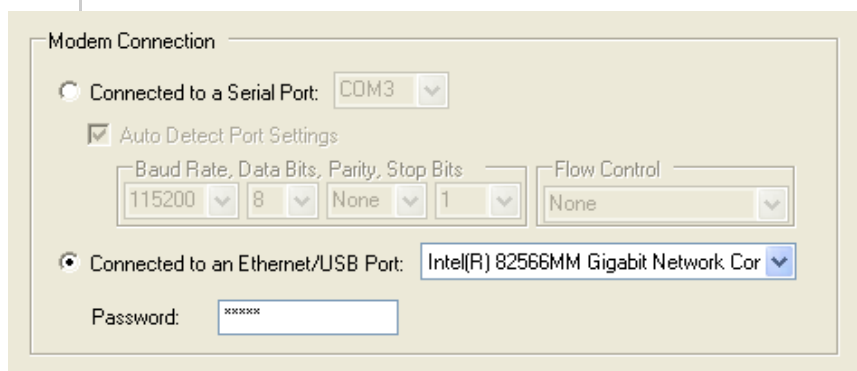 Modem Connection
Connected to a Serial Port: COM3
Auto Detect Port Settings
Baud Rate, Data Bits, Parity, Stop Bits Flow Control
115200 8 None 1 None
Connected to an Ethernet/USB Port: Intel(R) 82566MM Gigabit Network Cor
Password: *****